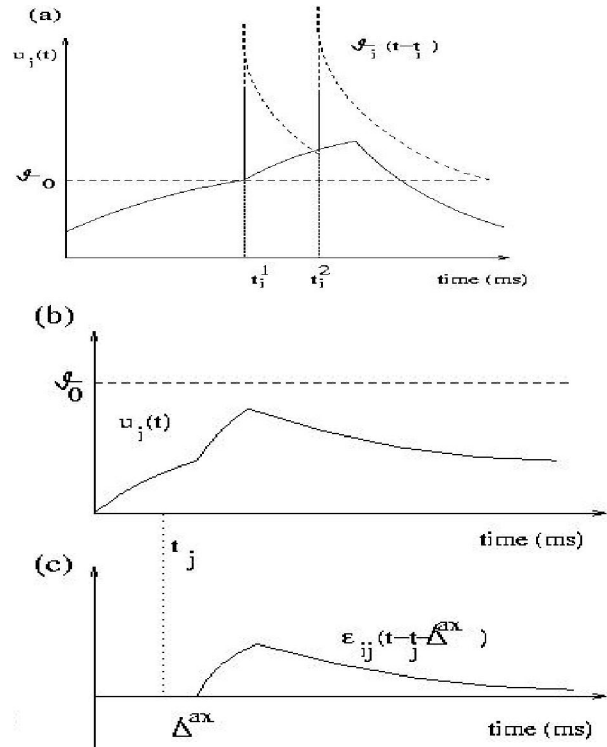 (a)
u_i(t)
ϑ_i(t-t_i)
ϑ_0
t_i^1 t_i^2 time (ms)
(b)
ϑ_0
u_i(t)
time (ms)
t_j
(c)
ε_ij(t-t_j-Δ^ax)
Δ^ax
time (ms)